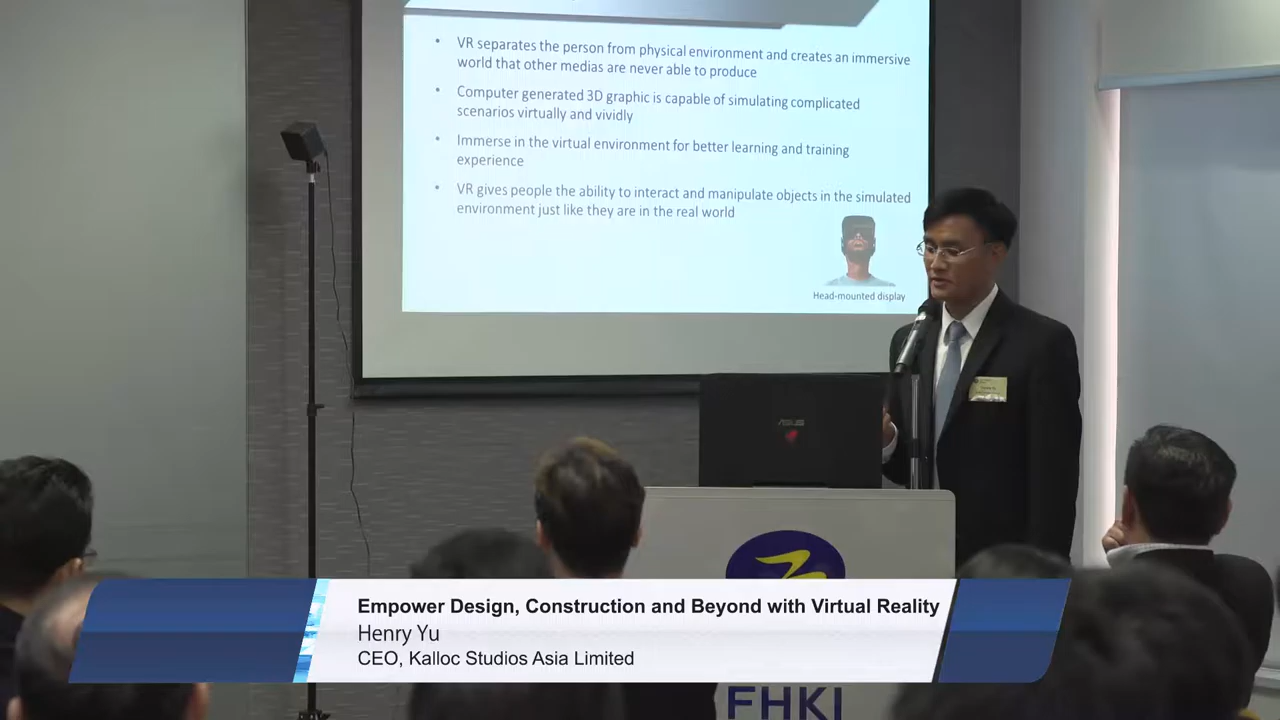 VR separates the person from physical environment and creates an immersive
world that other medias are never able to produce
Computer generated 3D graphic is capable of simulating complicated
scenarios virtually and vividly
Immerse in the virtual environment for better learning and training
experience
VR gives people the ability to interact and manipulate objects in the simulated
environment just like they are in the real world
Head-mounted display
ASUS
Empower Design, Construction and Beyond with Virtual Reality
Henry Yu
CEO, Kalloc Studios Asia Limited
FHKI